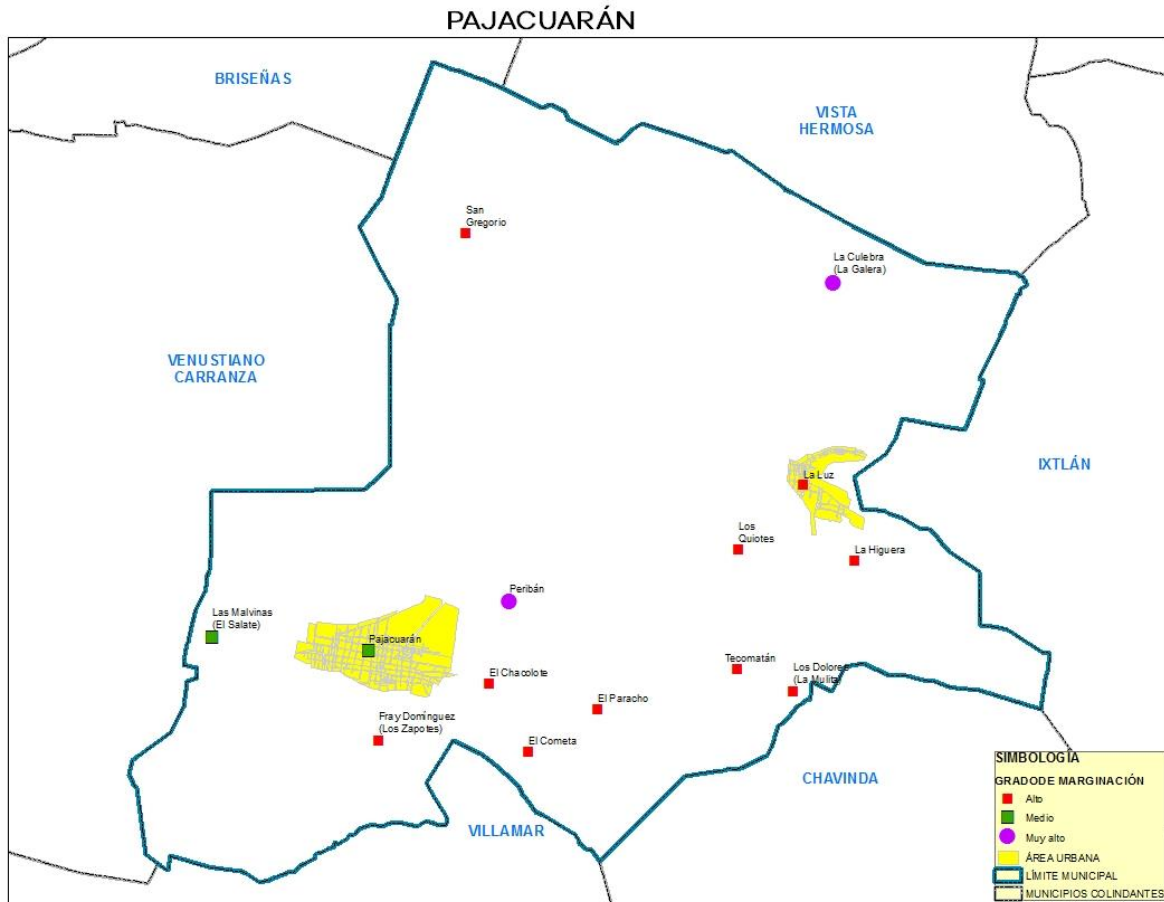 PAJACUARÁN
BRISEÑAS
VISTA
HERMOSA
San
Gregorio
La Culebra
(La Galera)
VENUSTIANO
CARRANZA
IXTLÁN
La Luz
Los
Quiotes
La Higuera
Peribán
Las Malvinas
(El Salate)
Pajacuarán
Tecomatán
El Chacolote
Los Dolores
(La Mulita)
El Paracho
Fray Domínguez
(Los Zapotes)
El Cometa
CHAVINDA
VILLAMAR
SIMBOLOGÍA
GRADODE MARGINACIÓN
Alto
Medio
Muy alto
ÁREA URBANA
LÍMITE MUNICIPAL
MUNICIPIOS COLINDANTES